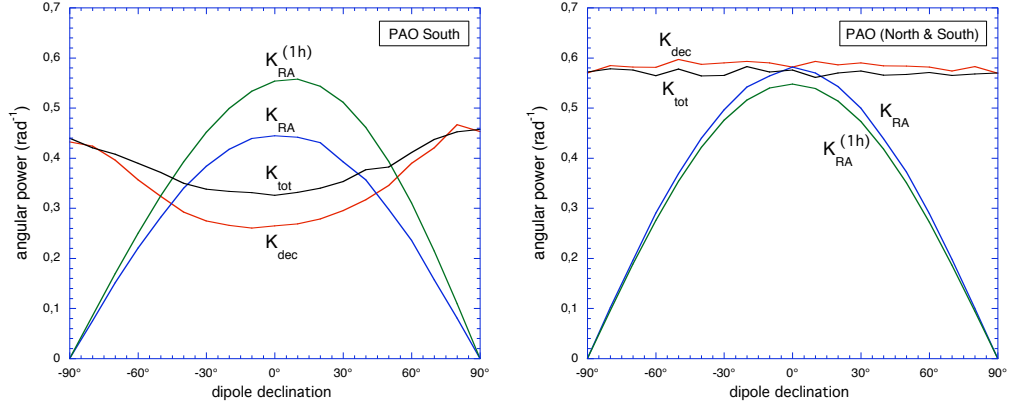 PAO South
K_RA^(1h)
K_RA
K_tot
K_dec
angular power (rad⁻¹)
0,7
0,6
0,5
0,4
0,3
0,2
0,1
0
-90° -60° -30° 0° 30° 60° 90°
dipole declination
PAO (North & South)
K_dec
K_tot
K_RA
K_RA^(1h)
angular power (rad⁻¹)
0,7
0,6
0,5
0,4
0,3
0,2
0,1
0
-90° -60° -30° 0° 30° 60° 90°
dipole declination